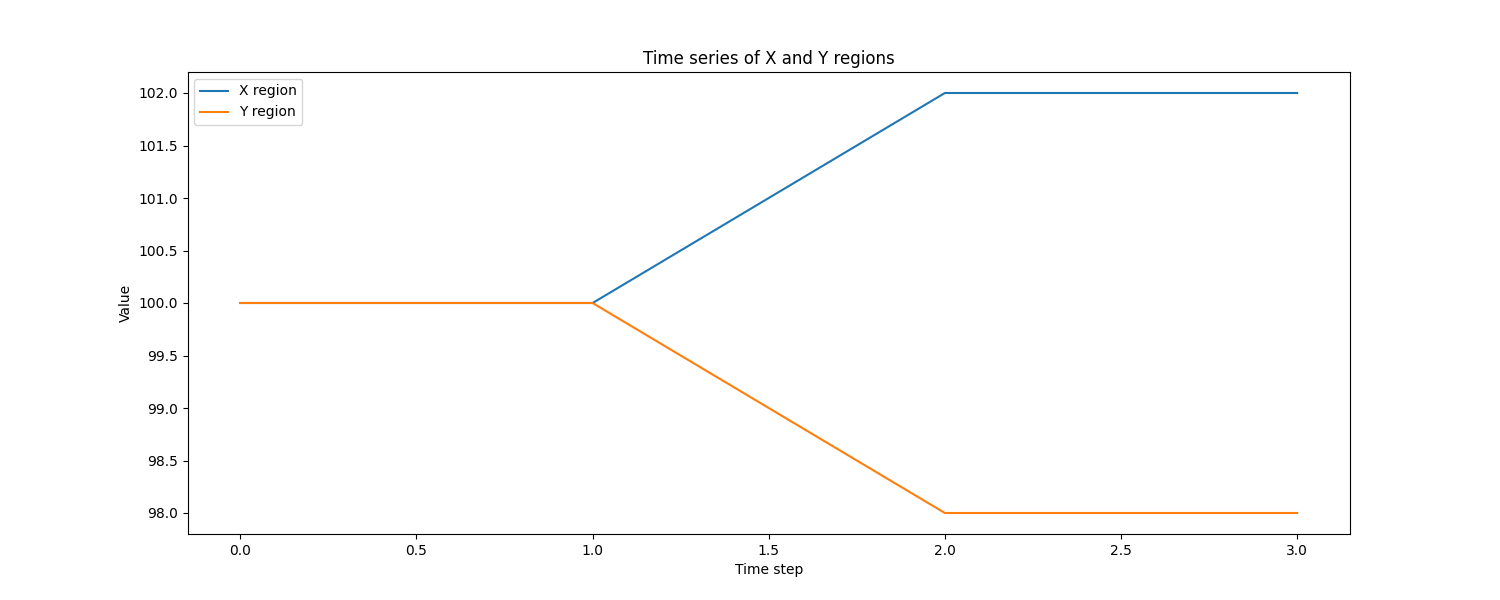 Time series of X and Y regions
X region
Y region
102.0
101.5
101.0
100.5
100.0
99.5
99.0
98.5
98.0
Value
0.0 0.5 1.0 1.5 2.0 2.5 3.0
Time step